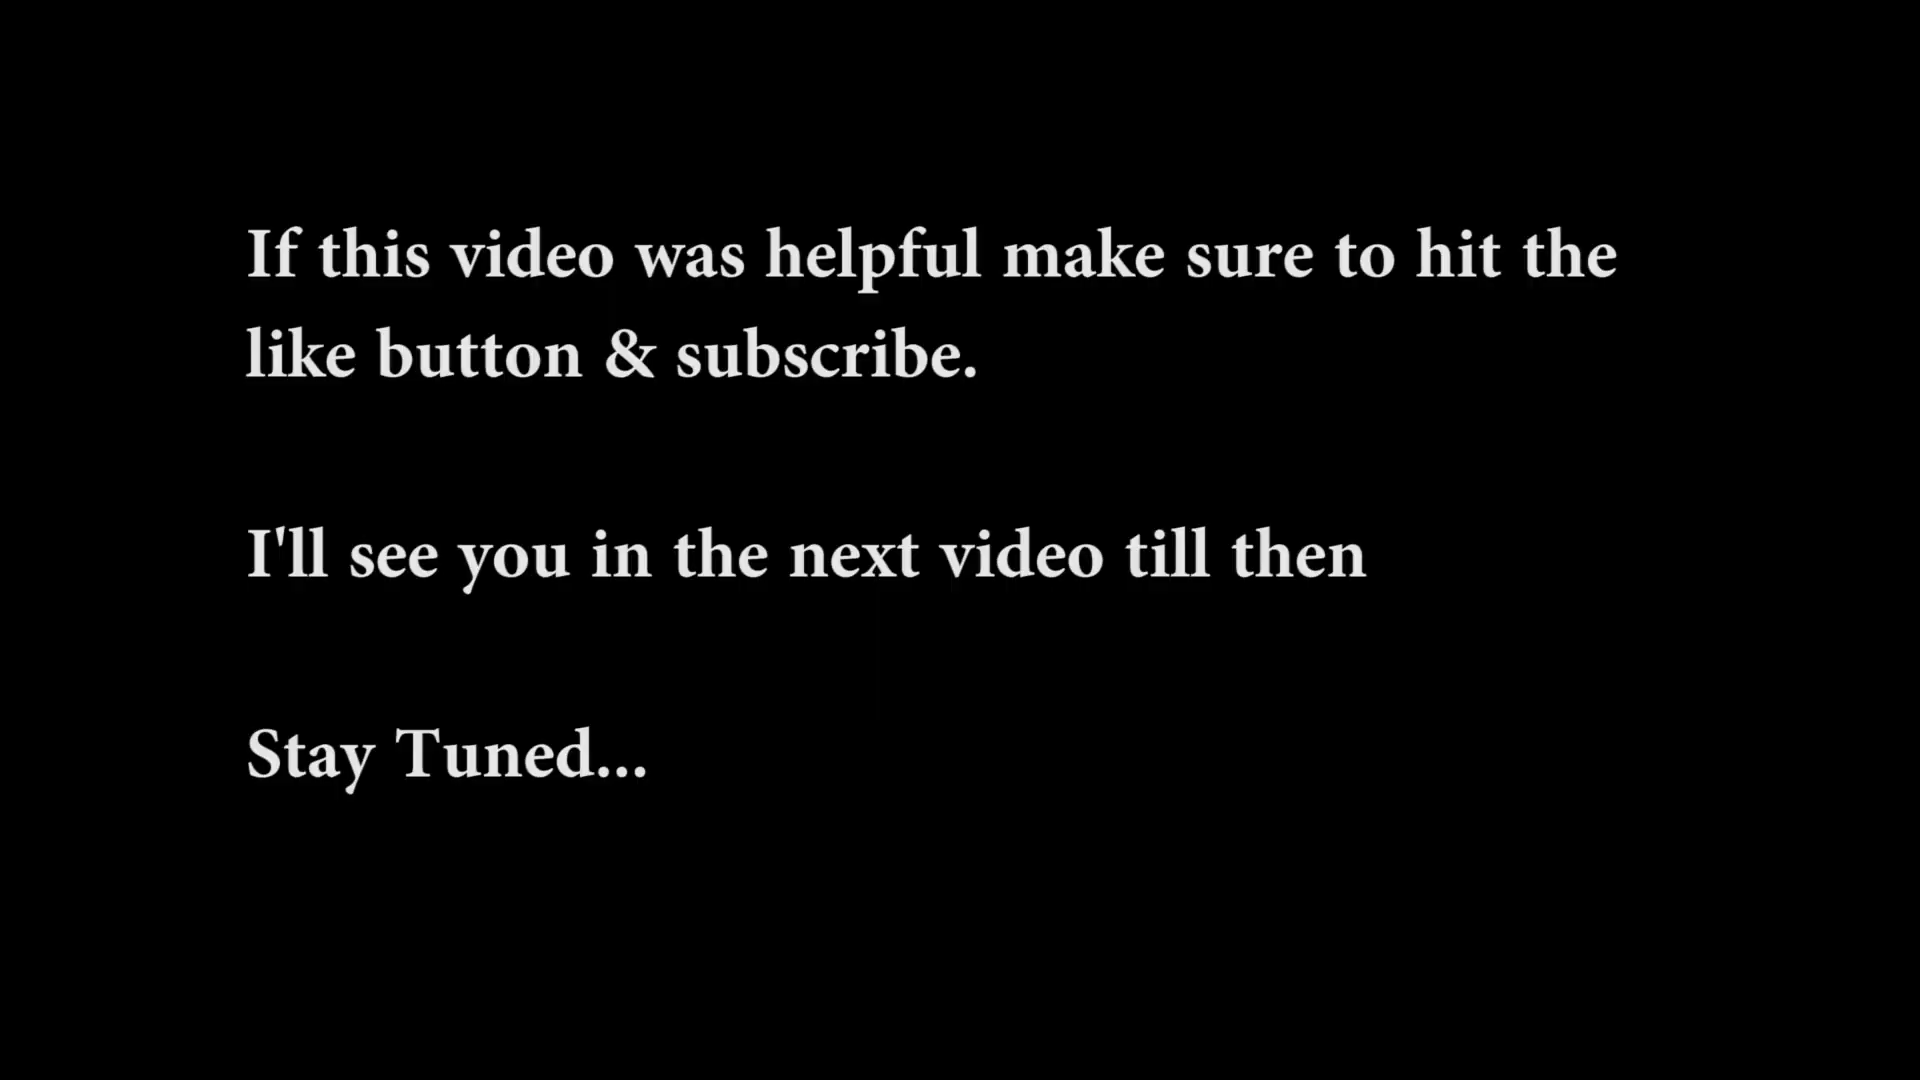 If this video was helpful make sure to hit the
like button & subscribe.
I'll see you in the next video till then
Stay Tuned...